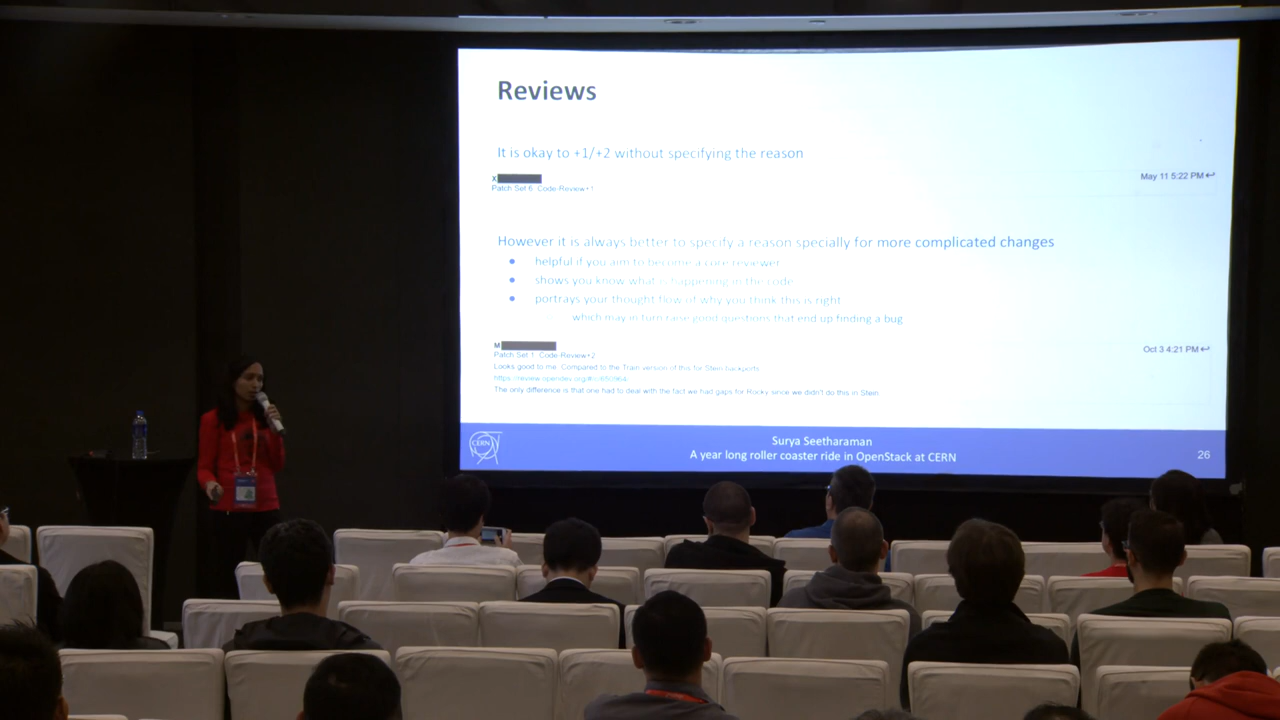 Reviews
It is okay to +1/+2 without specifying the reason
X
May 11 5:22 PM
Patch Set 6: Code-Review+1
However it is always better to specify a reason specially for more complicated changes
helpful if you aim to become a core reviewer
shows you know what is happening in the code
portrays your thought flow of why you think this is right
which may in turn raise good questions that end up finding a bug
M
Oct 3 4:21 PM
Patch Set 1: Code-Review+2
Looks good to me. Compared to the Train version of this for Stein backports
The only difference is that one had to deal with the fact we had gaps for Rocky since we didn't do this in Stein
CERN
Surya Seetharaman
A year long roller coaster ride in OpenStack at CERN
26